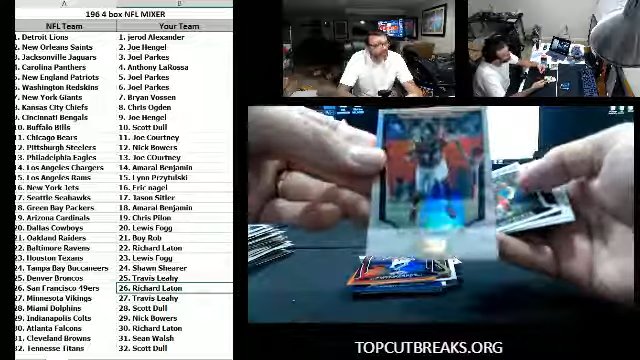 A B
196 4 box NFL MIXER
NFL Team Your Team
1. Detroit Lions 1. jerod Alexander
2. New Orleans Saints 2. Joe Hengel
3. Jacksonville Jaguars 3. Joel Parkes
4. Carolina Panthers 4. Anthony LaRossa
5. New England Patriots 5. Joel Parkes
6. Washington Redskins 6. Joel Parkes
7. New York Giants 7. Bryan Vossen
8. Kansas City Chiefs 8. Chris Ogden
9. Cincinnati Bengals 9. Joe Hengel
10. Buffalo Bills 10. Scott Dull
11. Chicago Bears 11. Joe Courtney
12. Pittsburgh Steelers 12. Nick Bowers
13. Philadelphia Eagles 13. Joe COurtney
14. Los Angeles Chargers 14. Amaral Benjamin
15. Los Angeles Rams 15. Lynn Przytulski
16. New York Jets 16. Eric nagel
17. Seattle Seahawks 17. Jason Sitler
18. Green Bay Packers 18. Amaral Benjamin
19. Arizona Cardinals 19. Chris Pilon
20. Dallas Cowboys 20. Lewis Fogg
21. Oakland Raiders 21. Buy Rob
22. Baltimore Ravens 22. Richard Laton
23. Houston Texans 23. Lewis Fogg
24. Tampa Bay Buccaneers 24. Shawn Shearer
25. Denver Broncos 25. Travis Leahy
26. San Francisco 49ers 26. Richard Laton
27. Minnesota Vikings 27. Travis Leahy
28. Miami Dolphins 28. Scott Dull
29. Indianapolis Colts 29. Nick Bowers
30. Atlanta Falcons 30. Richard Laton
31. Cleveland Browns 31. Sean Walsh
32. Tennesse Titans 32. Scott Dull
TOPCUTBREAKS.ORG